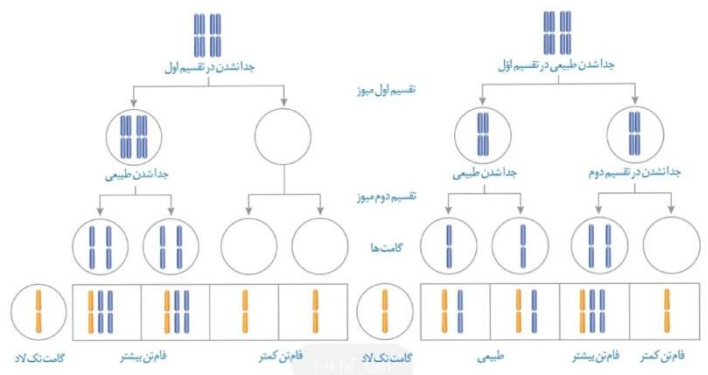 جدا شدن طبیعی در تقسیم اوّل
جدا نشدن در تقسیم اول
تقسیم اول میوز
جدا نشدن در تقسیم دوم
جدا شدن طبیعی
جدا شدن طبیعی
تقسیم دوم میوز
گامت‌ها
فام‌تن کمتر
فام‌تن بیشتر
طبیعی
گامت تک‌لاد
فام‌تن کمتر
فام‌تن بیشتر
گامت تک‌لاد